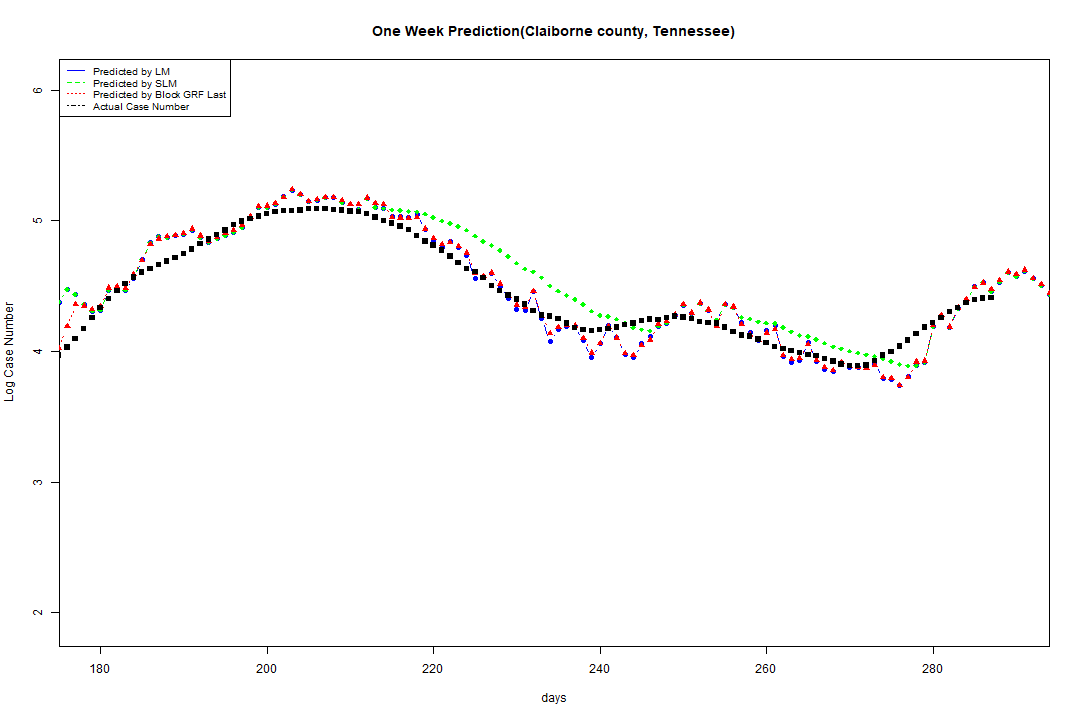 One Week Prediction(Claiborne county, Tennessee)
Predicted by LM
Predicted by SLM
Predicted by Block GRF Last
Actual Case Number
6
5
4
3
2
Log Case Number
180 200 220 240 260 280
days